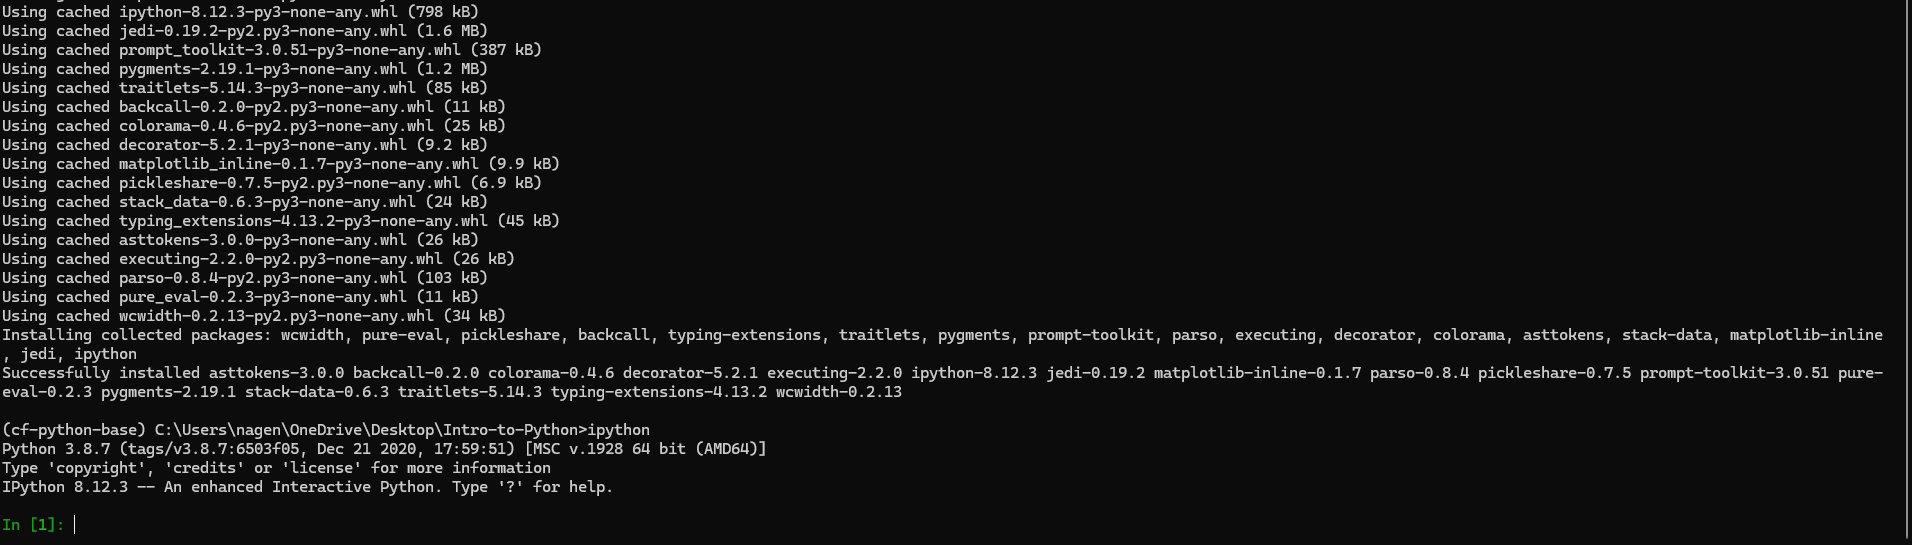 Using cached ipython-8.12.3-py3-none-any.whl (798 kB)
Using cached jedi-0.19.2-py2.py3-none-any.whl (1.6 MB)
Using cached prompt_toolkit-3.0.51-py3-none-any.whl (387 kB)
Using cached pygments-2.19.1-py3-none-any.whl (1.2 MB)
Using cached traitlets-5.14.3-py3-none-any.whl (85 kB)
Using cached backcall-0.2.0-py2.py3-none-any.whl (11 kB)
Using cached colorama-0.4.6-py2.py3-none-any.whl (25 kB)
Using cached decorator-5.2.1-py3-none-any.whl (9.2 kB)
Using cached matplotlib_inline-0.1.7-py3-none-any.whl (9.9 kB)
Using cached pickleshare-0.7.5-py2.py3-none-any.whl (6.9 kB)
Using cached stack_data-0.6.3-py3-none-any.whl (24 kB)
Using cached typing_extensions-4.13.2-py3-none-any.whl (45 kB)
Using cached asttokens-3.0.0-py3-none-any.whl (26 kB)
Using cached executing-2.2.0-py2.py3-none-any.whl (26 kB)
Using cached parso-0.8.4-py2.py3-none-any.whl (103 kB)
Using cached pure_eval-0.2.3-py3-none-any.whl (11 kB)
Using cached wcwidth-0.2.13-py2.py3-none-any.whl (34 kB)
Installing collected packages: wcwidth, pure-eval, pickleshare, backcall, typing-extensions, traitlets, pygments, prompt-toolkit, parso, executing, decorator, colorama, asttokens, stack-data, matplotlib-inline
, jedi, ipython
Successfully installed asttokens-3.0.0 backcall-0.2.0 colorama-0.4.6 decorator-5.2.1 executing-2.2.0 ipython-8.12.3 jedi-0.19.2 matplotlib-inline-0.1.7 parso-0.8.4 pickleshare-0.7.5 prompt-toolkit-3.0.51 pure-
eval-0.2.3 pygments-2.19.1 stack-data-0.6.3 traitlets-5.14.3 typing-extensions-4.13.2 wcwidth-0.2.13
(cf-python-base) C:\Users\nagen\OneDrive\Desktop\Intro-to-Python>ipython
Python 3.8.7 (tags/v3.8.7:6503f05, Dec 21 2020, 17:59:51) [MSC v.1928 64 bit (AMD64)]
Type 'copyright', 'credits' or 'license' for more information
IPython 8.12.3 -- An enhanced Interactive Python. Type '?' for help.
In [1]: